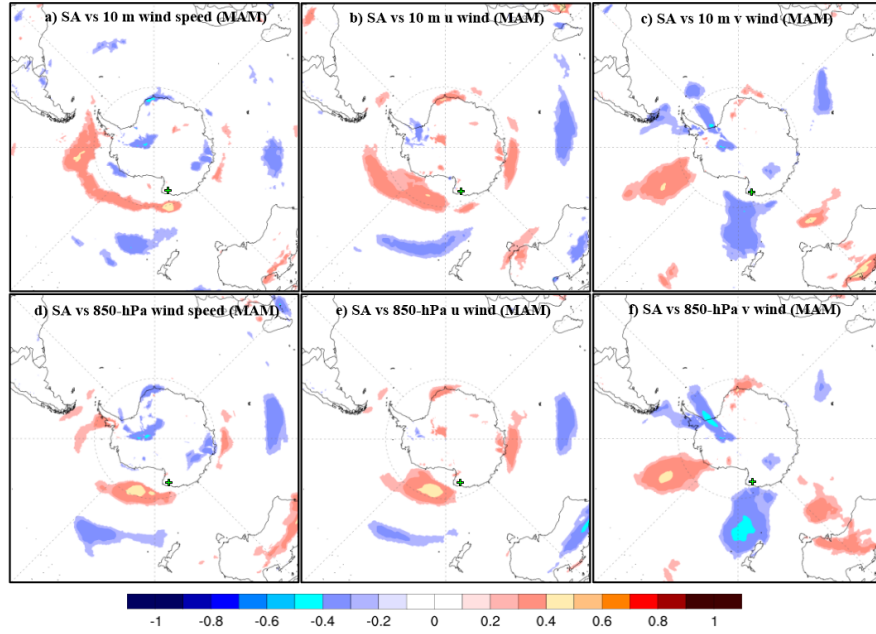 a) SA vs 10 m wind speed (MAM)
b) SA vs 10 m u wind (MAM)
c) SA vs 10 m v wind (MAM)
d) SA vs 850-hPa wind speed (MAM)
e) SA vs 850-hPa u wind (MAM)
f) SA vs 850-hPa v wind (MAM)
-1 -0.8 -0.6 -0.4 -0.2 0 0.2 0.4 0.6 0.8 1